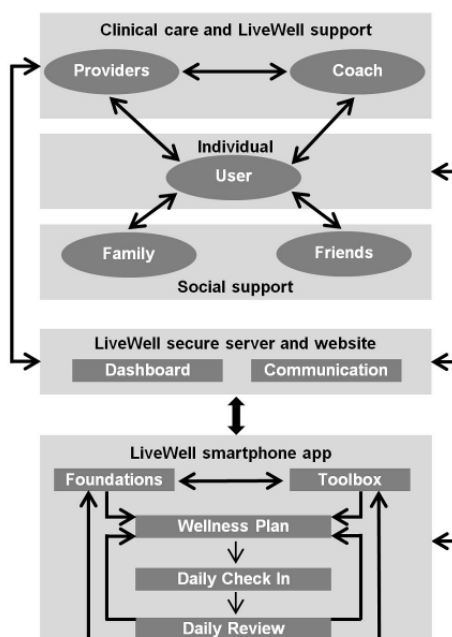 Clinical care and LiveWell support
Providers
Coach
Individual
User
Family
Friends
Social support
LiveWell secure server and website
Dashboard
Communication
LiveWell smartphone app
Foundations
Toolbox
Wellness Plan
Daily Check In
Daily Review